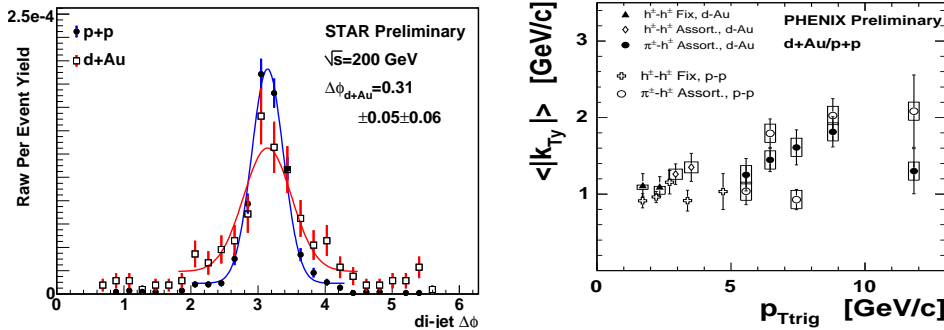 2.5e-4
Raw Per Event Yield
0
p+p
d+Au
STAR Preliminary
√s=200 GeV
Δϕd+Au=0.31
±0.05±0.06
0 1 2 3 4 5 6
di-jet Δϕ
<|kTy|> [GeV/c]
3
2
1
0
h±-h± Fix, d-Au
h±-h± Assort., d-Au
π±-h± Assort., d-Au
h±-h± Fix, p-p
π±-h± Assort., p-p
PHENIX Preliminary
d+Au/p+p
0 5 10
pTtrig [GeV/c]